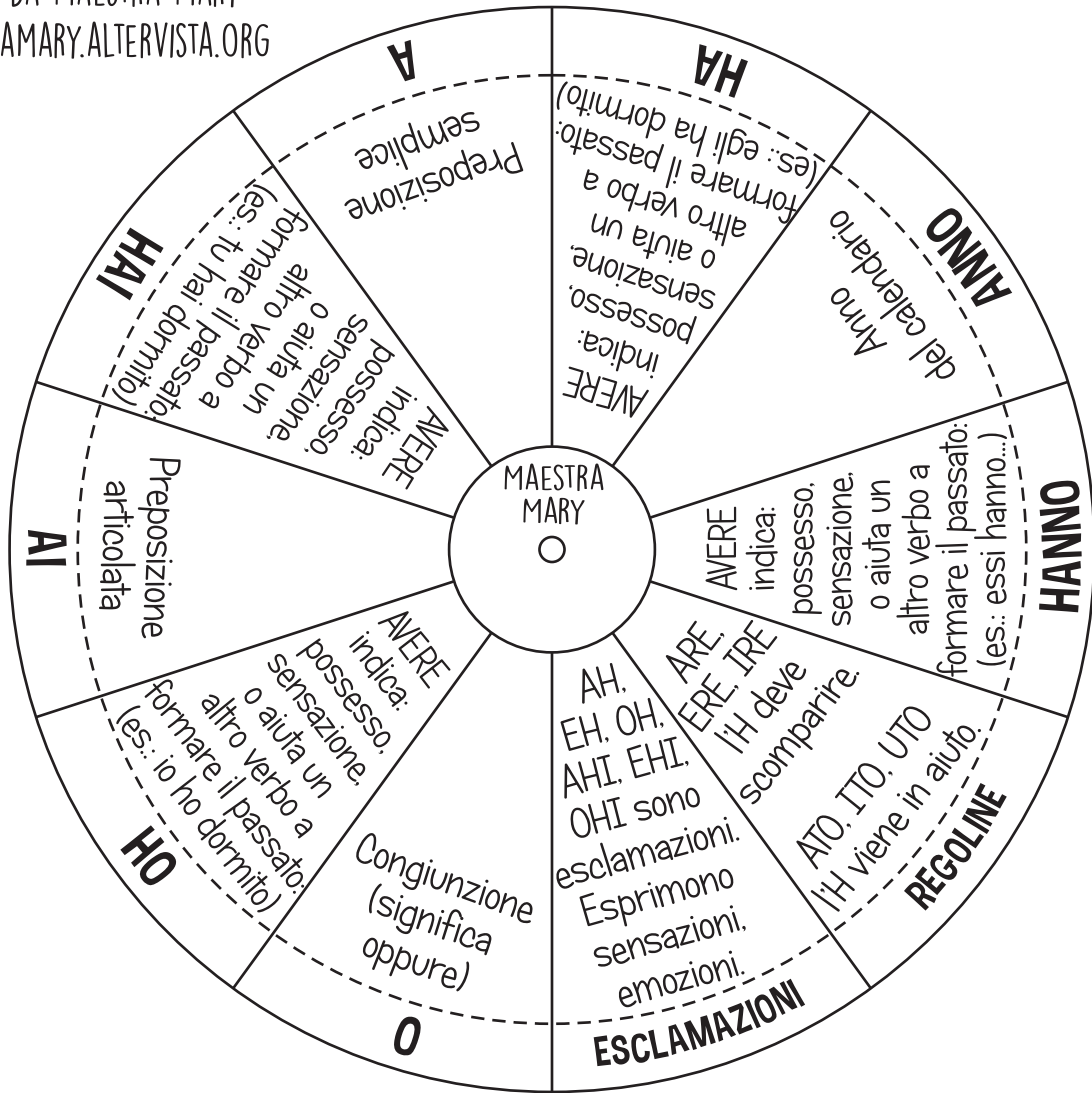 DA MAESTRA MARY
AMARY.ALTERVISTA.ORG
MAESTRA
MARY
HA
AVERE
indica:
possesso,
sensazione,
o aiuta un
altro verbo a
formare il passato:
(es.: egli ha dormito)
ANNO
Anno
del calendario
HANNO
AVERE
indica:
possesso,
sensazione,
o aiuta un
altro verbo a
formare il passato:
(es.: essi hanno...)
REGOLINE
ARE,
ERE, IRE
l'H deve
scomparire.
ATO, ITO, UTO
l'H viene in aiuto.
ESCLAMAZIONI
AH,
EH, OH,
AHI, EHI,
OHI sono
esclamazioni.
Esprimono
sensazioni,
emozioni.
O
Congiunzione
(significa
oppure)
HO
AVERE
indica:
possesso,
sensazione,
o aiuta un
altro verbo a
formare il passato:
(es.: io ho dormito)
AI
Preposizione
articolata
HAI
AVERE
indica:
possesso,
sensazione,
o aiuta un
altro verbo a
formare il passato:
(es.: tu hai dormito)
A
Preposizione
semplice